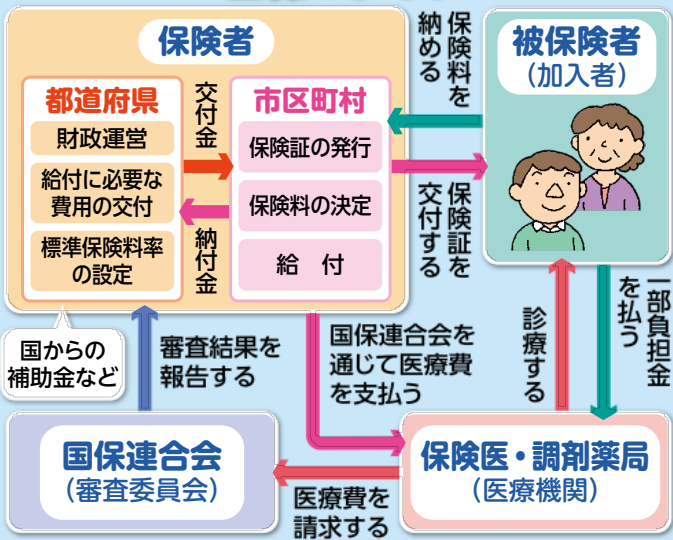 保険者
都道府県
財政運営
給付に必要な
費用の交付
標準保険料率
の設定
交付金
納付金
市区町村
保険証の発行
保険料の決定
給　付
保険料を
納める
保険証を
交付する
被保険者
（加入者）
国からの
補助金など
審査結果を
報告する
国保連合会を
通じて医療費
を支払う
診療する
一部負担金
を払う
国保連合会
（審査委員会）
医療費を
請求する
保険医・調剤薬局
（医療機関）